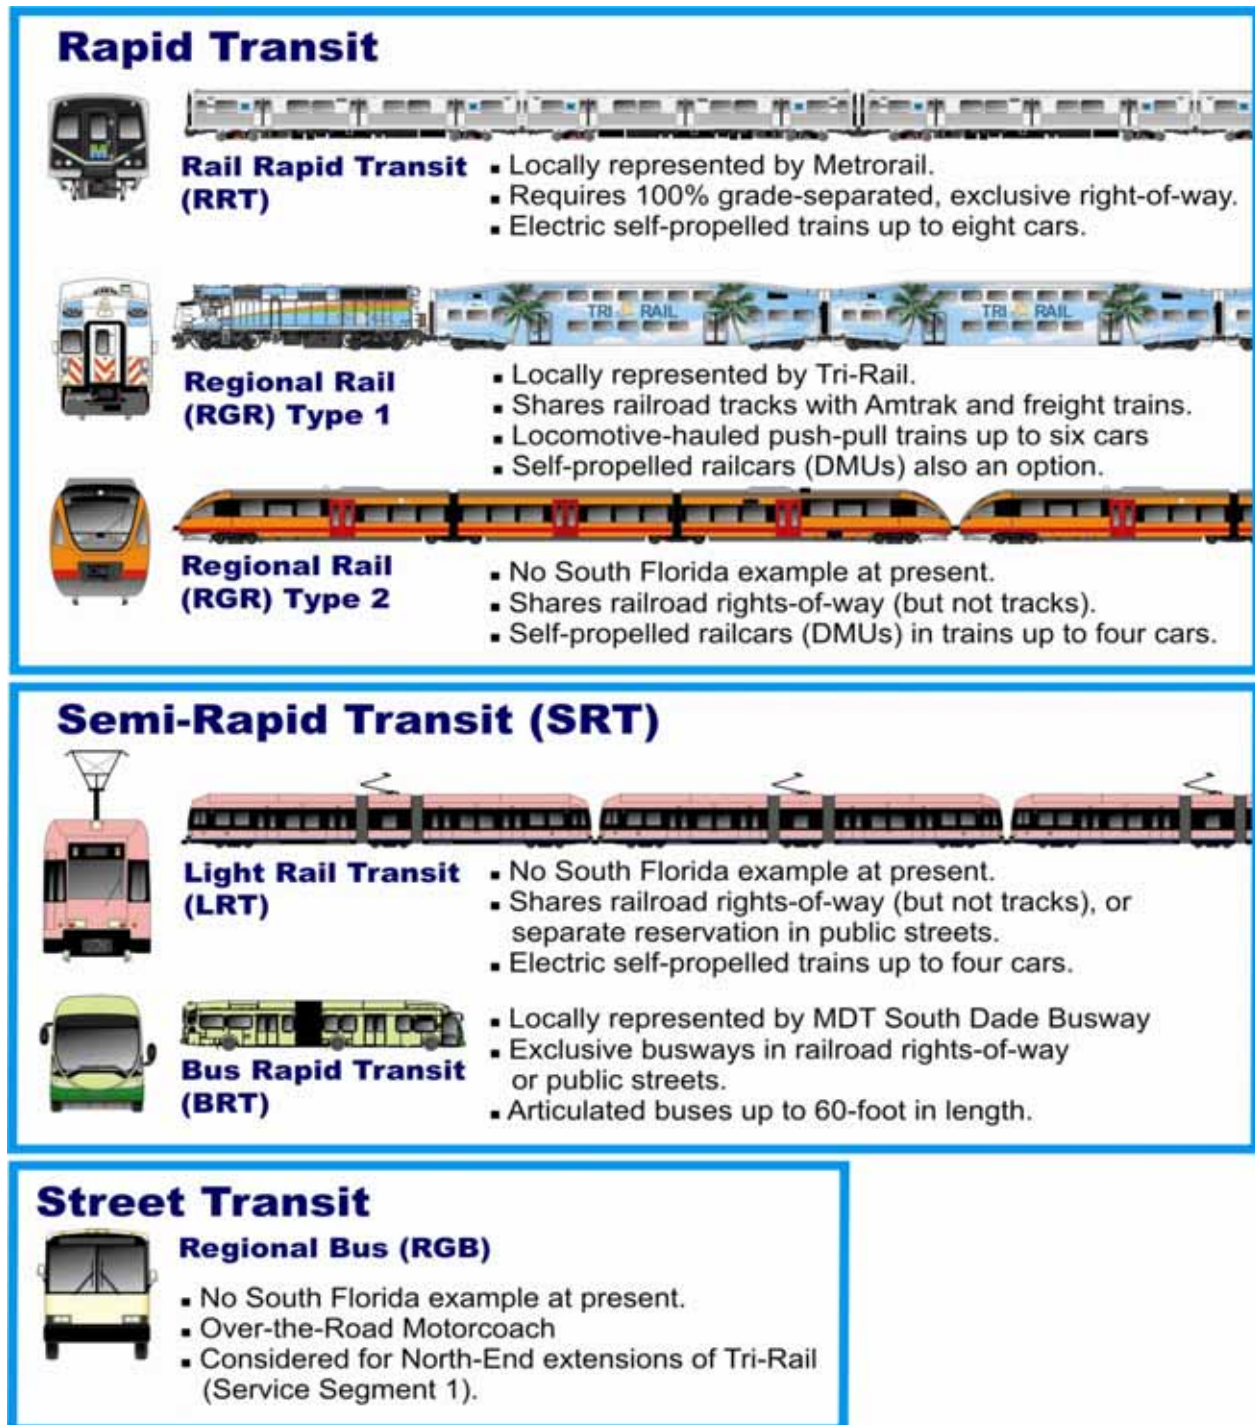 Rapid Transit
Rail Rapid Transit
(RRT)
▪ Locally represented by Metrorail.
▪ Requires 100% grade-separated, exclusive right-of-way.
▪ Electric self-propelled trains up to eight cars.
TRI RAIL
TRI RAIL
Regional Rail
(RGR) Type 1
▪ Locally represented by Tri-Rail.
▪ Shares railroad tracks with Amtrak and freight trains.
▪ Locomotive-hauled push-pull trains up to six cars
▪ Self-propelled railcars (DMUs) also an option.
Regional Rail
(RGR) Type 2
▪ No South Florida example at present.
▪ Shares railroad rights-of-way (but not tracks).
▪ Self-propelled railcars (DMUs) in trains up to four cars.
Semi-Rapid Transit (SRT)
Light Rail Transit
(LRT)
▪ No South Florida example at present.
▪ Shares railroad rights-of-way (but not tracks), or
separate reservation in public streets.
▪ Electric self-propelled trains up to four cars.
Bus Rapid Transit
(BRT)
▪ Locally represented by MDT South Dade Busway
▪ Exclusive busways in railroad rights-of-way
or public streets.
▪ Articulated buses up to 60-foot in length.
Street Transit
Regional Bus (RGB)
▪ No South Florida example at present.
▪ Over-the-Road Motorcoach
▪ Considered for North-End extensions of Tri-Rail
(Service Segment 1).